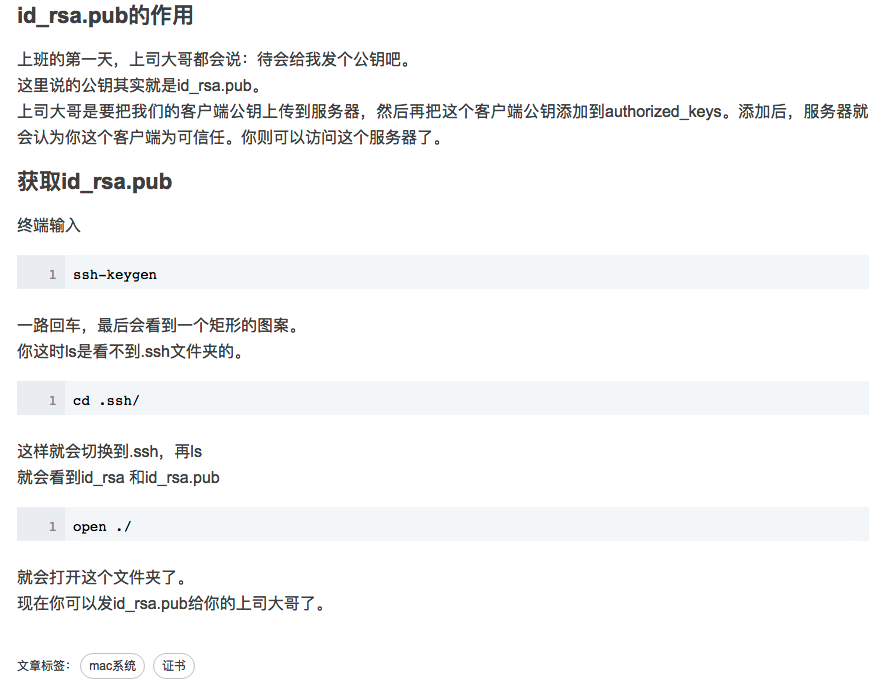 id_rsa.pub的作用
上班的第一天，上司大哥都会说：待会给我发个公钥吧。
这里说的公钥其实就是id_rsa.pub。
上司大哥是要把我们的客户端公钥上传到服务器，然后再把这个客户端公钥添加到authorized_keys。添加后，服务器就
会认为你这个客户端为可信任。你则可以访问这个服务器了。
获取id_rsa.pub
终端输入
1 ssh-keygen
一路回车，最后会看到一个矩形的图案。
你这时ls是看不到.ssh文件夹的。
1 cd .ssh/
这样就会切换到.ssh，再ls
就会看到id_rsa 和id_rsa.pub
1 open ./
就会打开这个文件夹了。
现在你可以发id_rsa.pub给你的上司大哥了。
文章标签： mac系统 证书